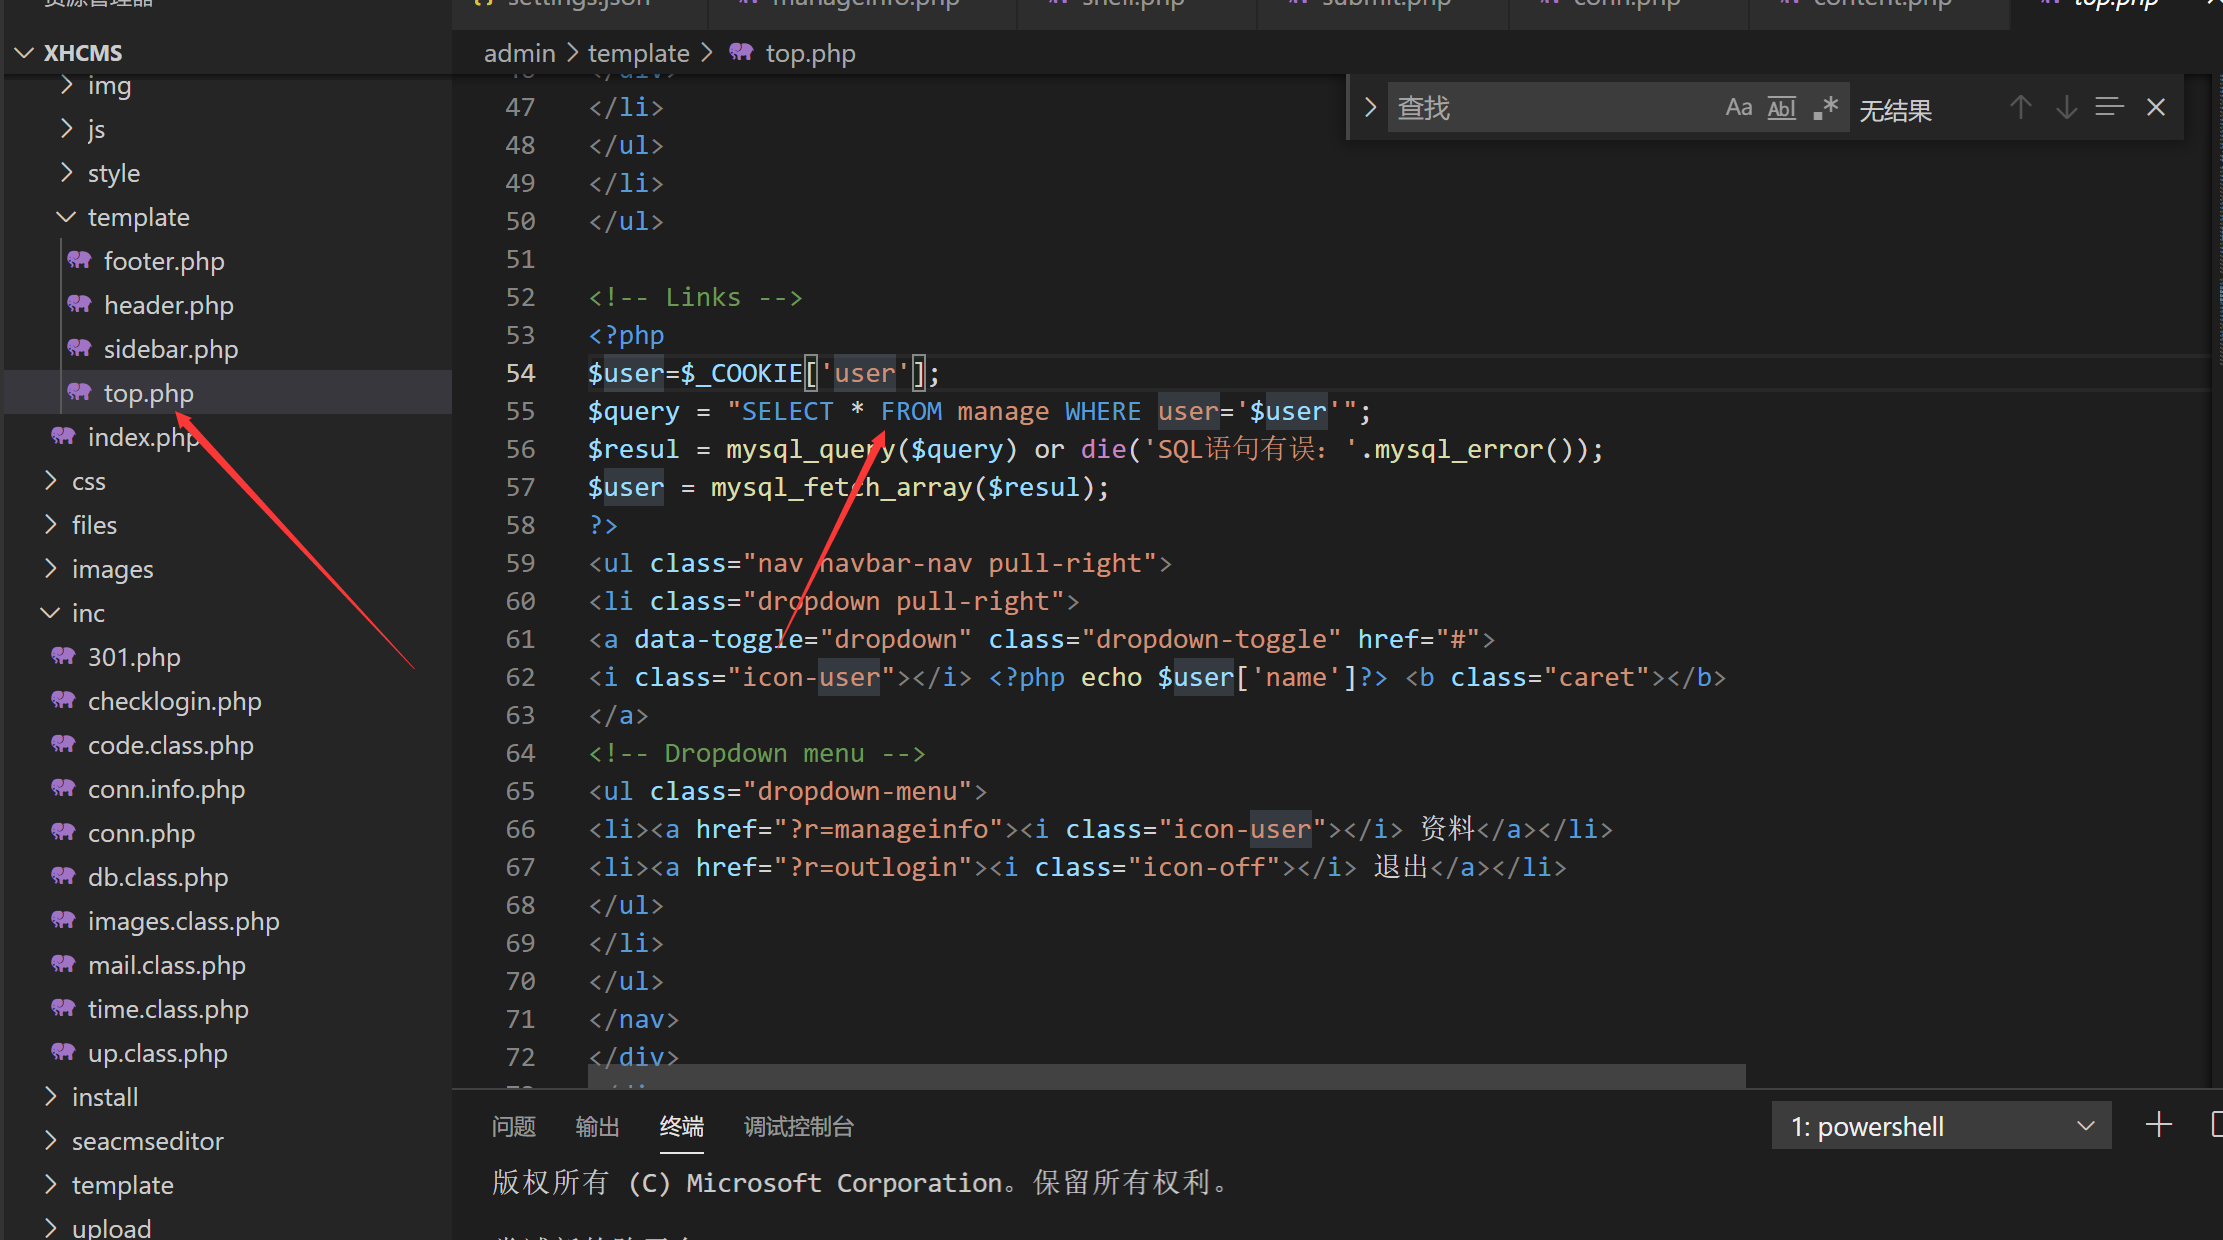 资源管理器
XHCMS
img
js
style
template
footer.php
header.php
sidebar.php
top.php
index.php
css
files
images
inc
301.php
checklogin.php
code.class.php
conn.info.php
conn.php
db.class.php
images.class.php
mail.class.php
time.class.php
up.class.php
install
seacmseditor
template
upload
{} settings.json
manageinfo.php
shell.php
submit.php
conn.php
content.php
top.php
admin > template > top.php
查找
Aa Abl .* 无结果
46 </div>
47 </li>
48 </ul>
49 </li>
50 </ul>
51
52 <!-- Links -->
53 <?php
54 $user=$_COOKIE['user'];
55 $query = "SELECT * FROM manage WHERE user='$user'";
56 $resul = mysql_query($query) or die('SQL语句有误：'.mysql_error());
57 $user = mysql_fetch_array($resul);
58 ?>
59 <ul class="nav navbar-nav pull-right">
60 <li class="dropdown pull-right">
61 <a data-toggle="dropdown" class="dropdown-toggle" href="#">
62 <i class="icon-user"></i> <?php echo $user['name']?> <b class="caret"></b>
63 </a>
64 <!-- Dropdown menu -->
65 <ul class="dropdown-menu">
66 <li><a href="?r=manageinfo"><i class="icon-user"></i> 资料</a></li>
67 <li><a href="?r=outlogin"><i class="icon-off"></i> 退出</a></li>
68 </ul>
69 </li>
70 </ul>
71 </nav>
72 </div>
问题 输出 终端 调试控制台
1: powershell
版权所有 (C) Microsoft Corporation。保留所有权利。